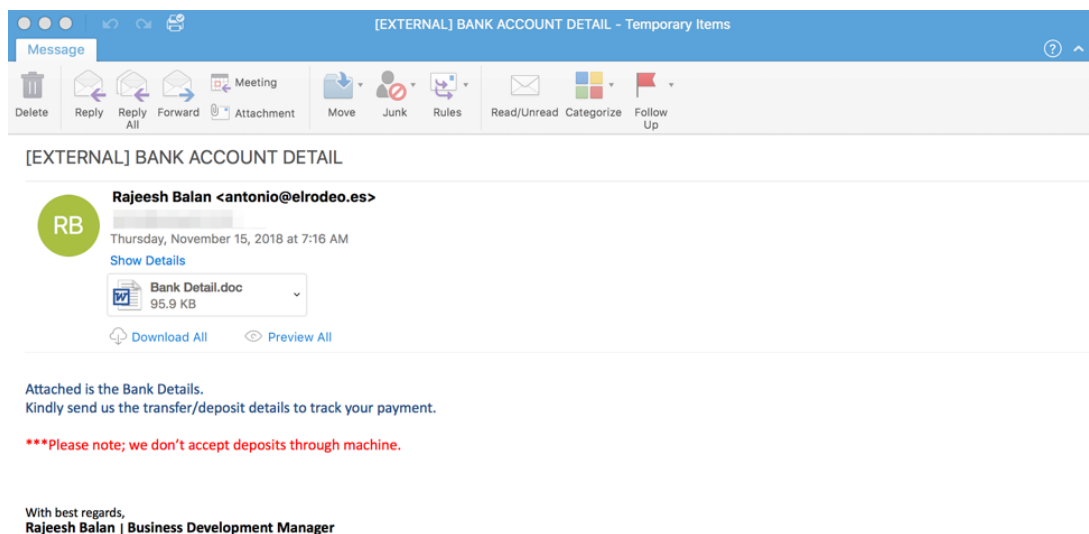 [EXTERNAL] BANK ACCOUNT DETAIL - Temporary Items
Message
?
Delete
Reply
Reply All
Forward
Meeting
Attachment
Move
Junk
Rules
Read/Unread
Categorize
Follow Up
[EXTERNAL] BANK ACCOUNT DETAIL
RB
Rajeesh Balan <antonio@elrodeo.es>
Thursday, November 15, 2018 at 7:16 AM
Show Details
W
Bank Detail.doc
95.9 KB
Download All
Preview All
Attached is the Bank Details.
Kindly send us the transfer/deposit details to track your payment.
***Please note; we don't accept deposits through machine.
With best regards,
Rajeesh Balan | Business Development Manager